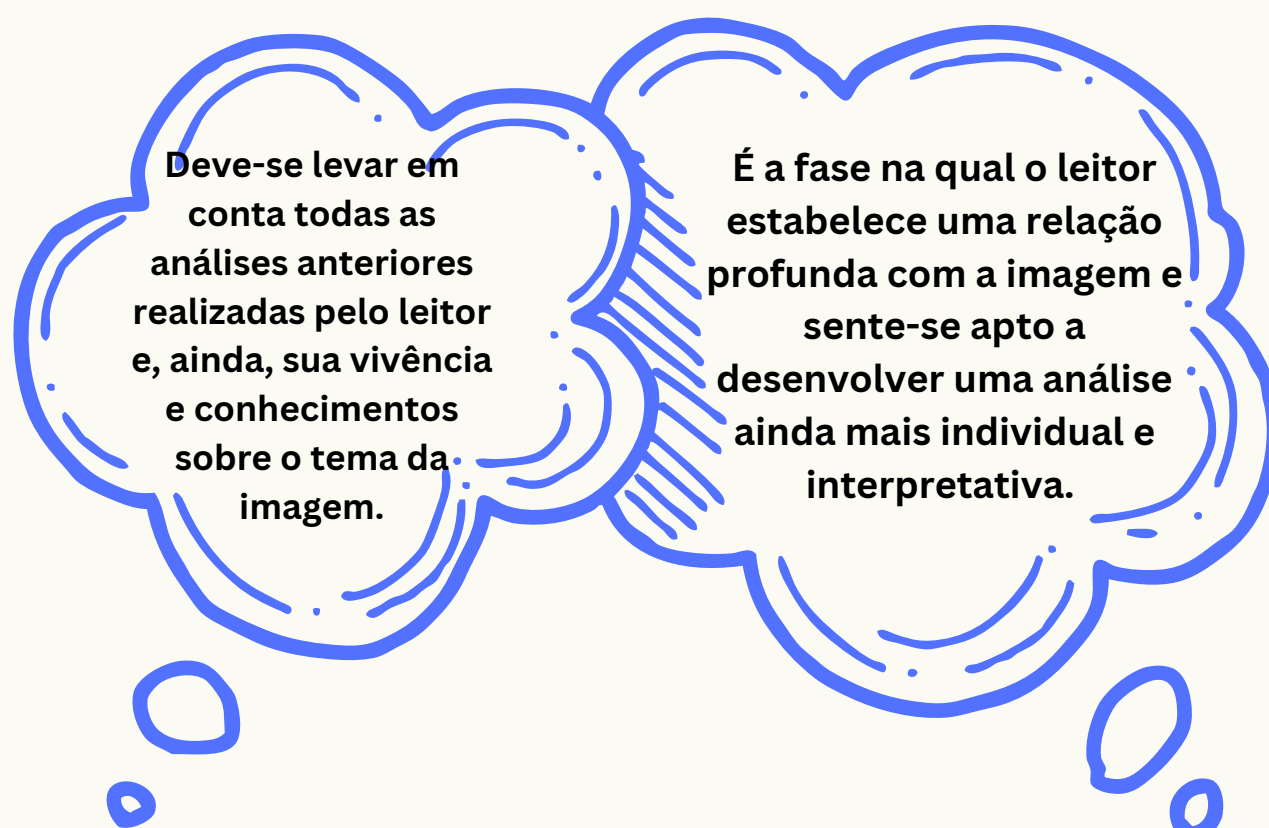 Deve-se levar em
conta todas as
análises anteriores
realizadas pelo leitor
e, ainda, sua vivência
e conhecimentos
sobre o tema da
imagem.
É a fase na qual o leitor
estabelece uma relação
profunda com a imagem e
sente-se apto a
desenvolver uma análise
ainda mais individual e
interpretativa.